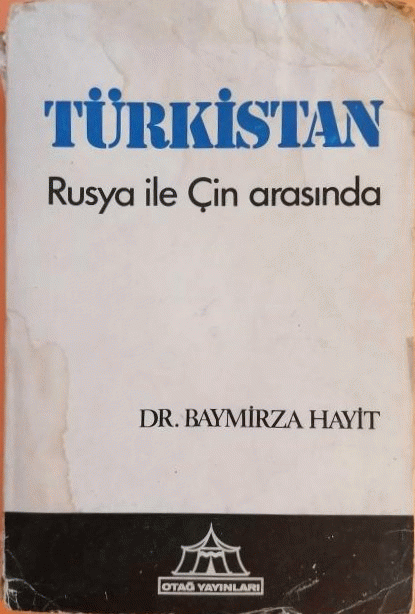 TÜRKİSTAN
Rusya ile Çin arasında
DR. BAYMİRZA HAYİT
OTAĞ YAYINLARI